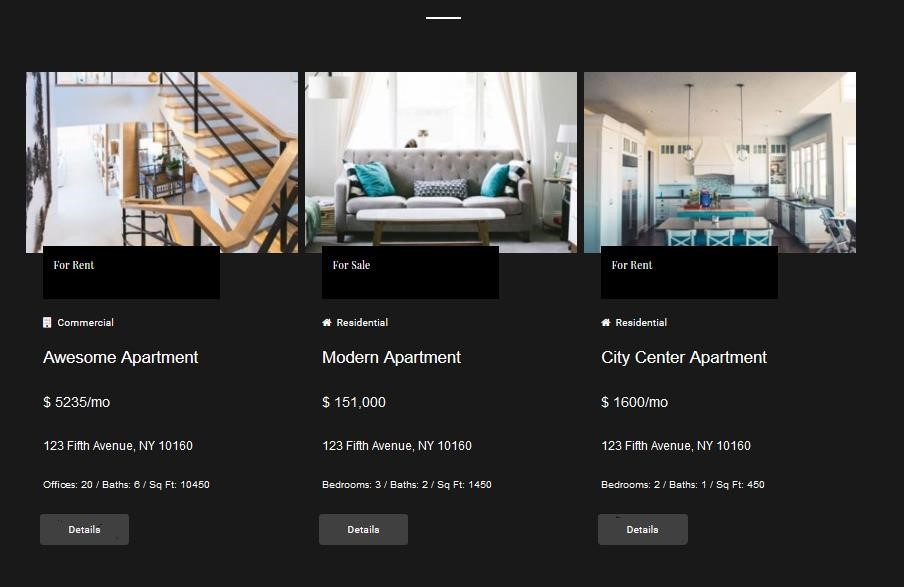 For Rent
Commercial
Awesome Apartment
$ 5235/mo
123 Fifth Avenue, NY 10160
Offices: 20 / Baths: 6 / Sq Ft: 10450
Details
For Sale
Residential
Modern Apartment
$ 151,000
123 Fifth Avenue, NY 10160
Bedrooms: 3 / Baths: 2 / Sq Ft: 1450
Details
For Rent
Residential
City Center Apartment
$ 1600/mo
123 Fifth Avenue, NY 10160
Bedrooms: 2 / Baths: 1 / Sq Ft: 450
Details